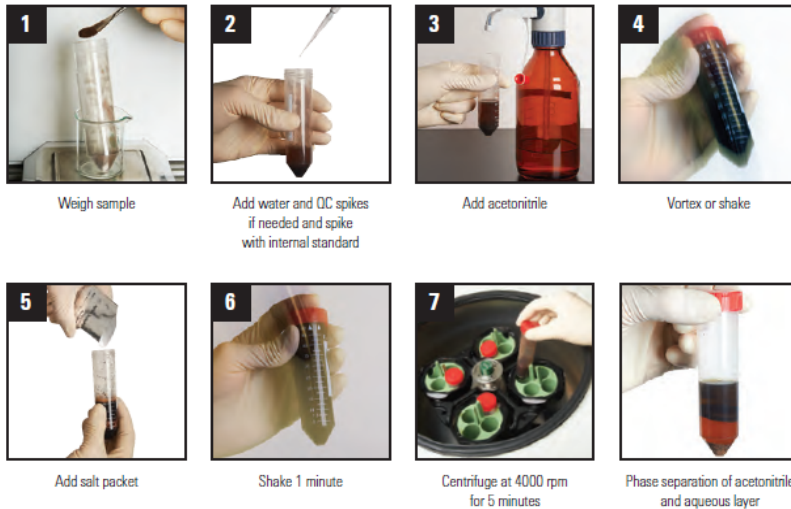 1
2
3
4
Weigh sample
Add water and QC spikes
if needed and spike
with internal standard
Add acetonitrile
Vortex or shake
5
6
7
Add salt packet
Shake 1 minute
Centrifuge at 4000 rpm
for 5 minutes
Phase separation of acetonitrile
and aqueous layer